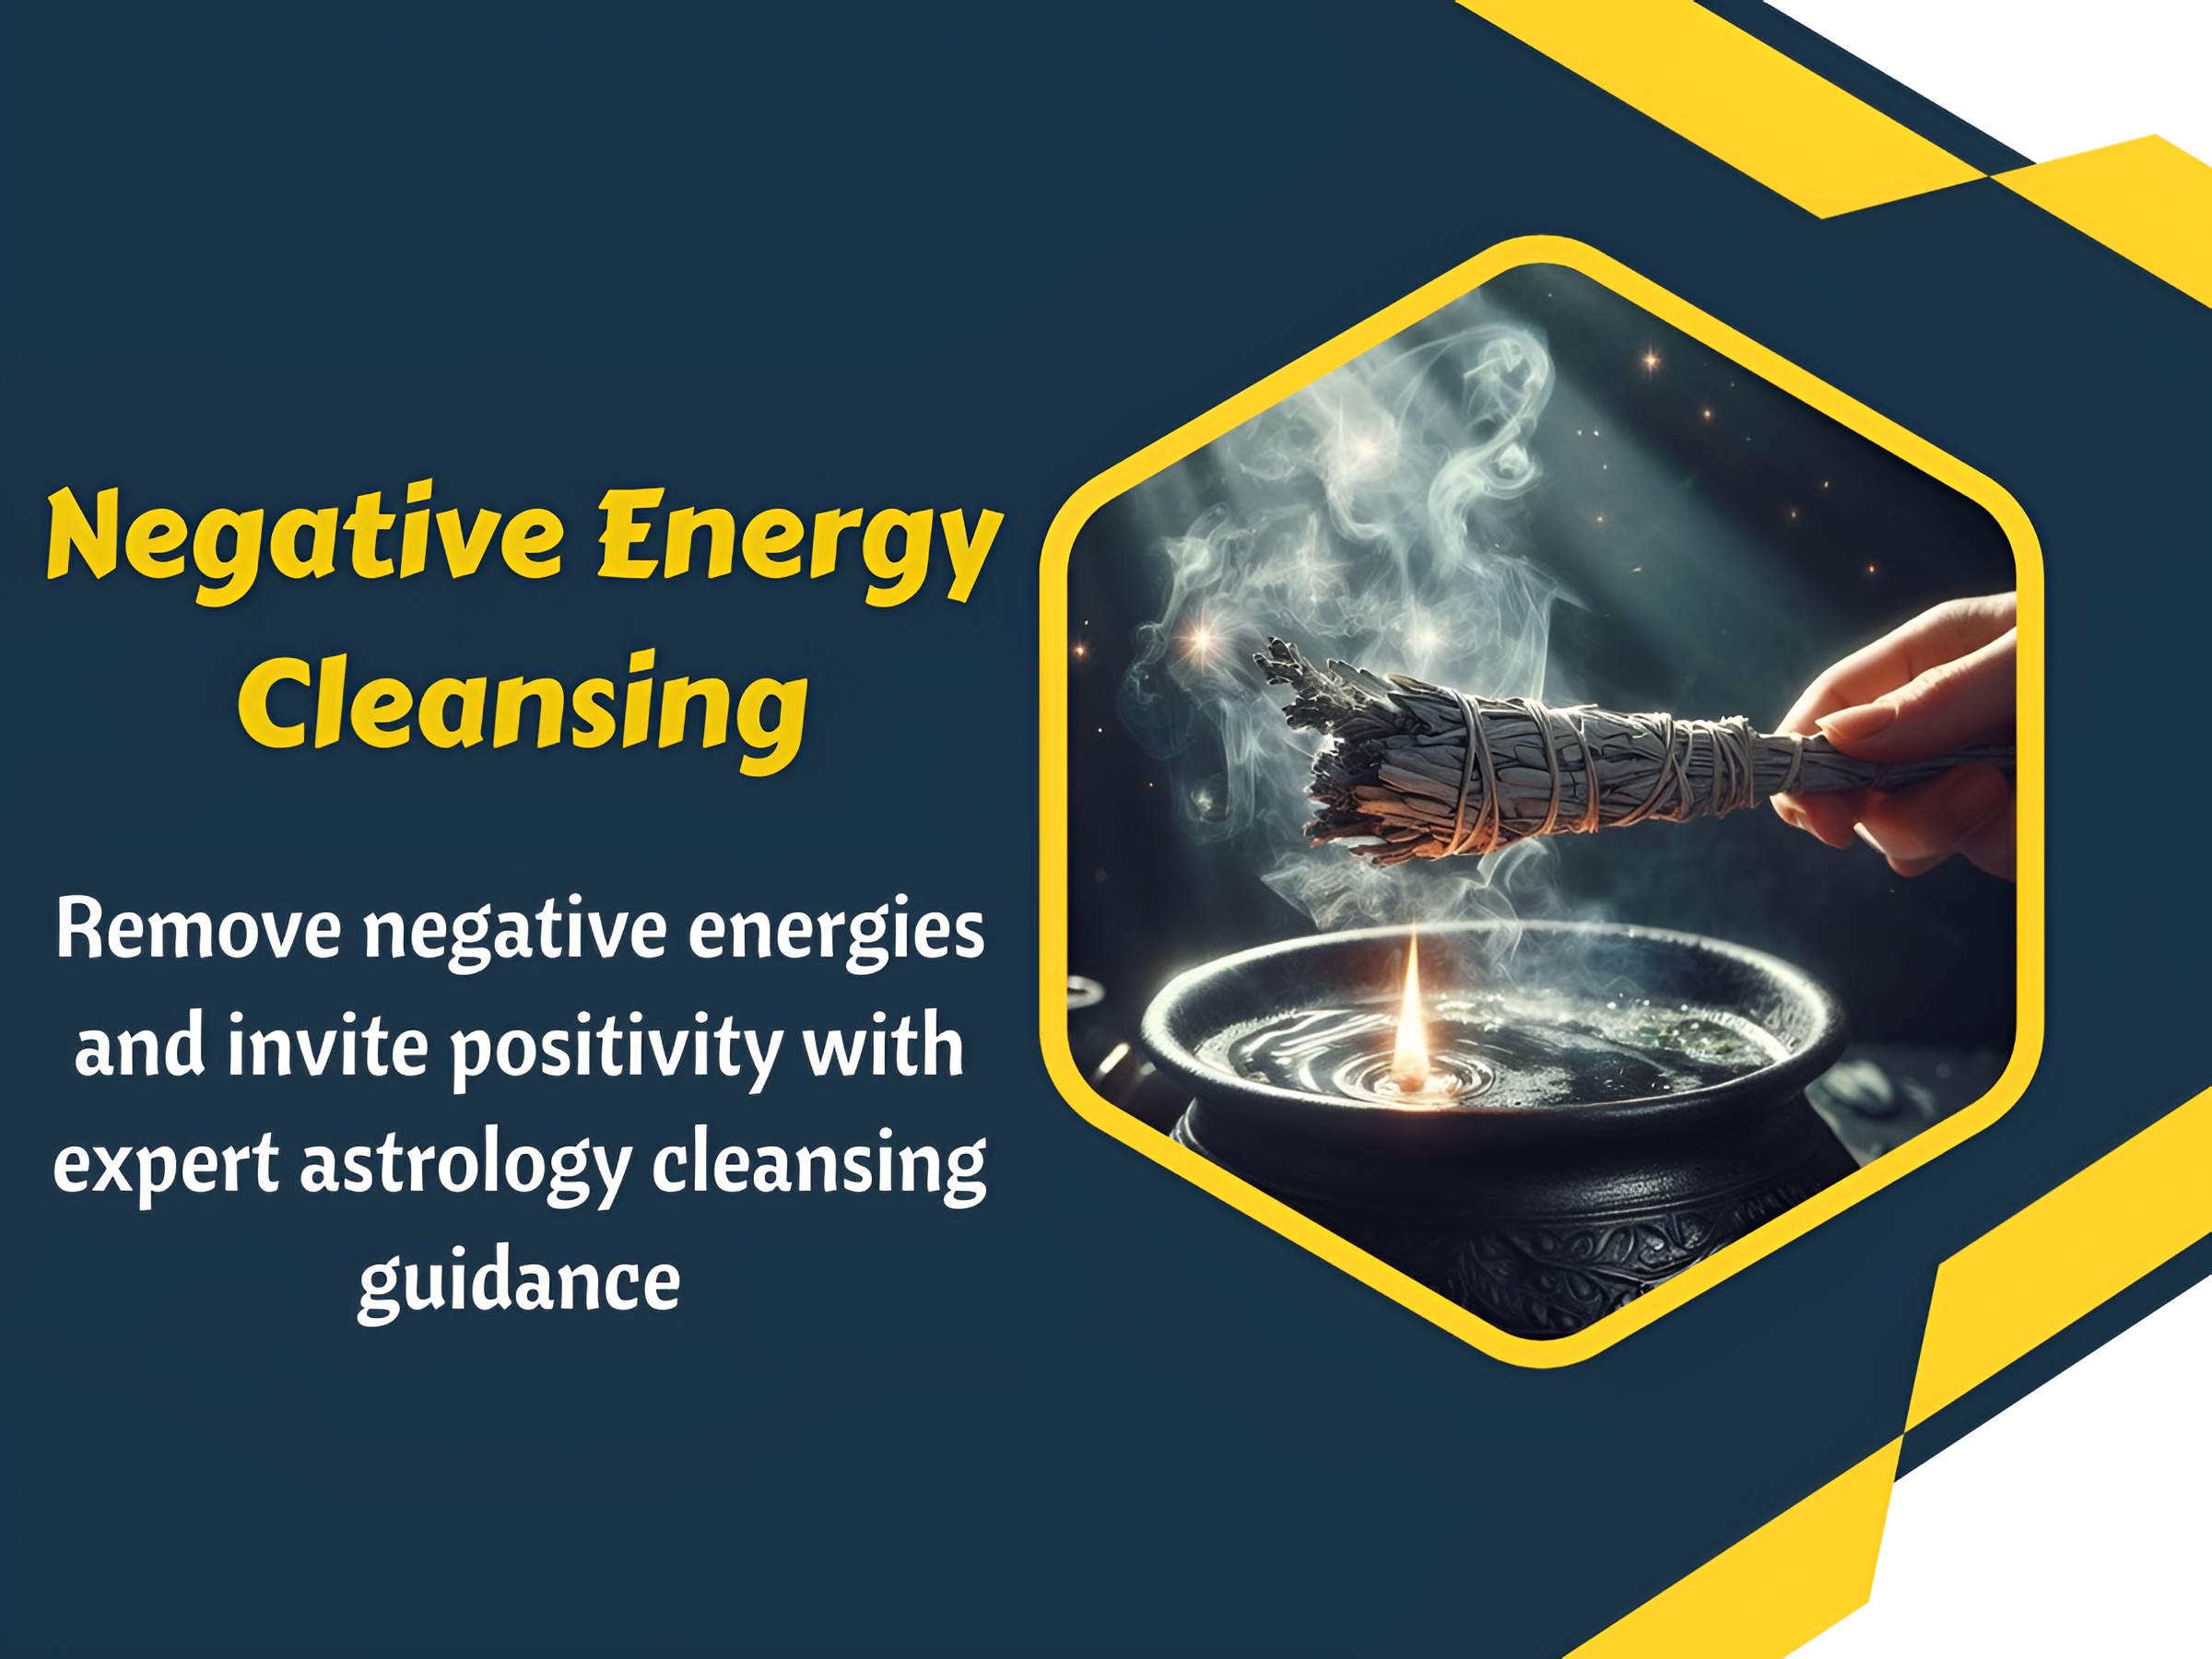 Negative Energy
Cleansing
Remove negative energies
and invite positivity with
expert astrology cleansing
guidance